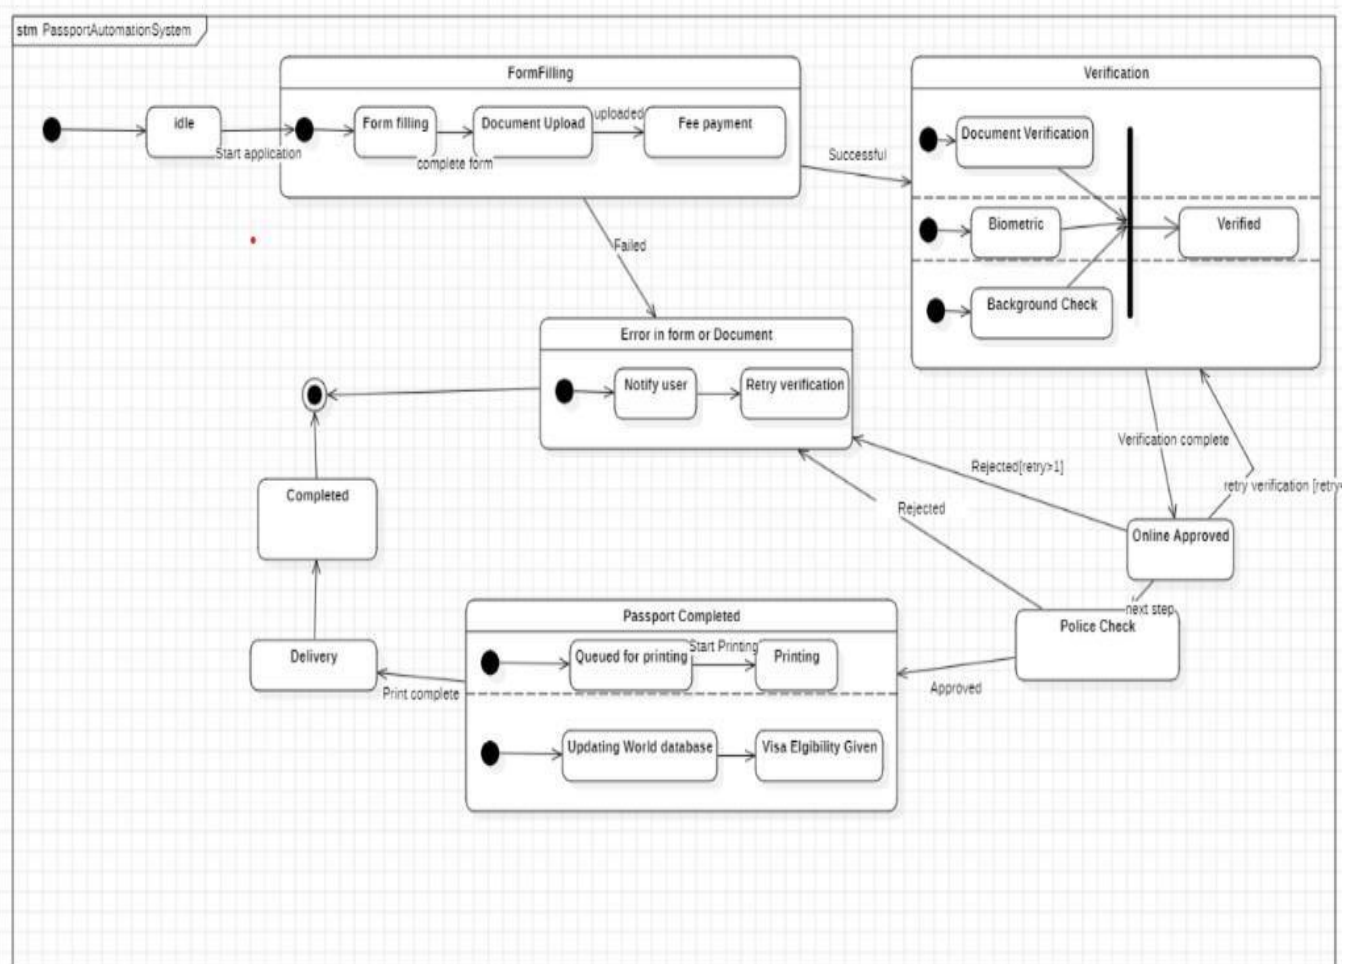 stm PassportAutomationSystem
FormFilling
Verification
idle
Start application
Form filling
complete form
Document Upload
uploaded
Fee payment
Successful
Document Verification
Biometric
Verified
Background Check
Failed
Error in form or Document
Notify user
Retry verification
Verification complete
Rejected[retry>1]
retry verification [retry
Rejected
Online Approved
next step
Police Check
Completed
Passport Completed
Queued for printing
Start Printing
Printing
Delivery
Print complete
Approved
Updating World database
Visa Elgibility Given